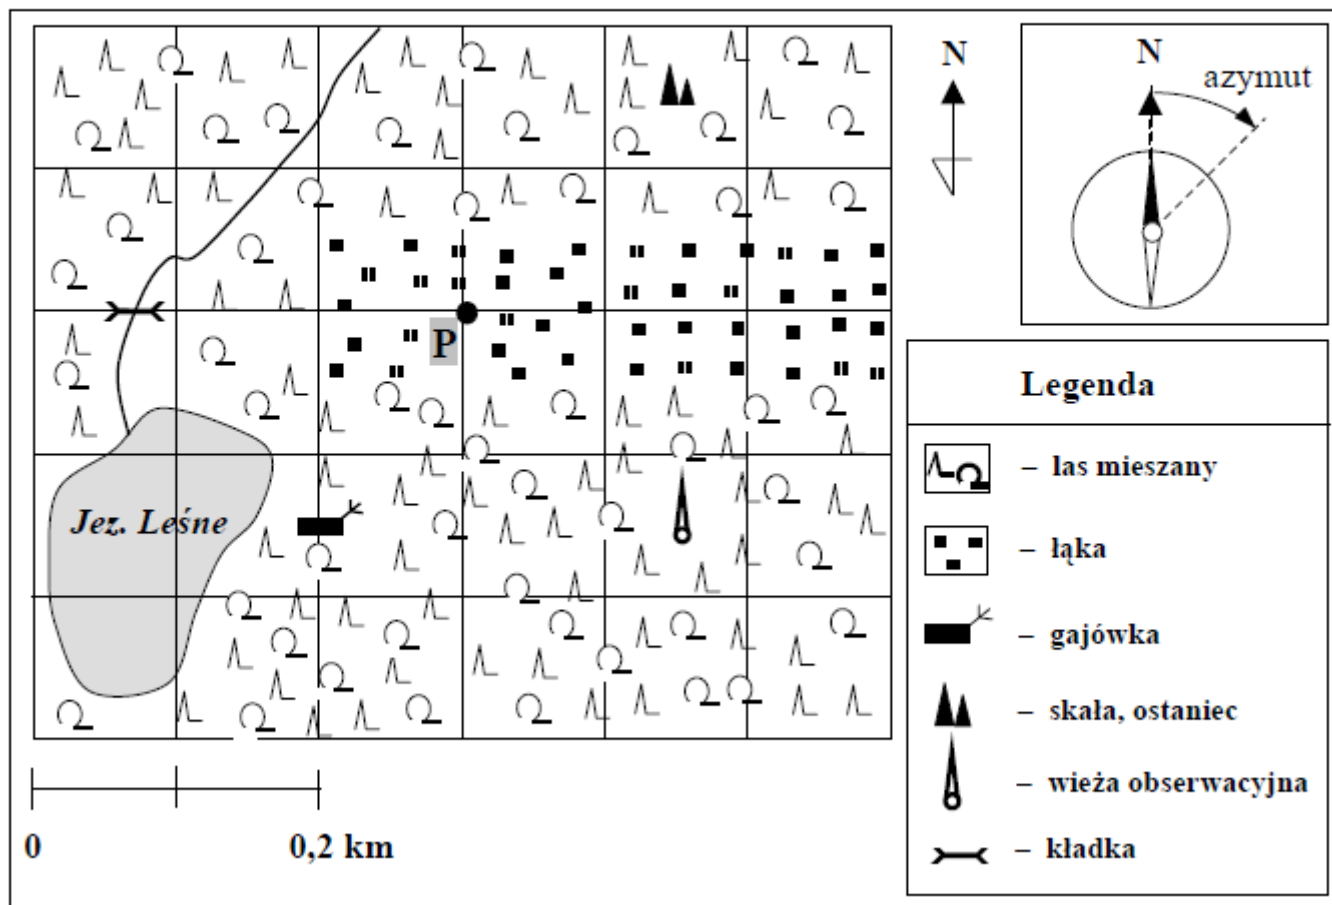 N
N
azymut
P
Jez. Leśne
0
0,2 km
Legenda
– las mieszany
– łąka
– gajówka
– skała, ostaniec
– wieża obserwacyjna
– kładka